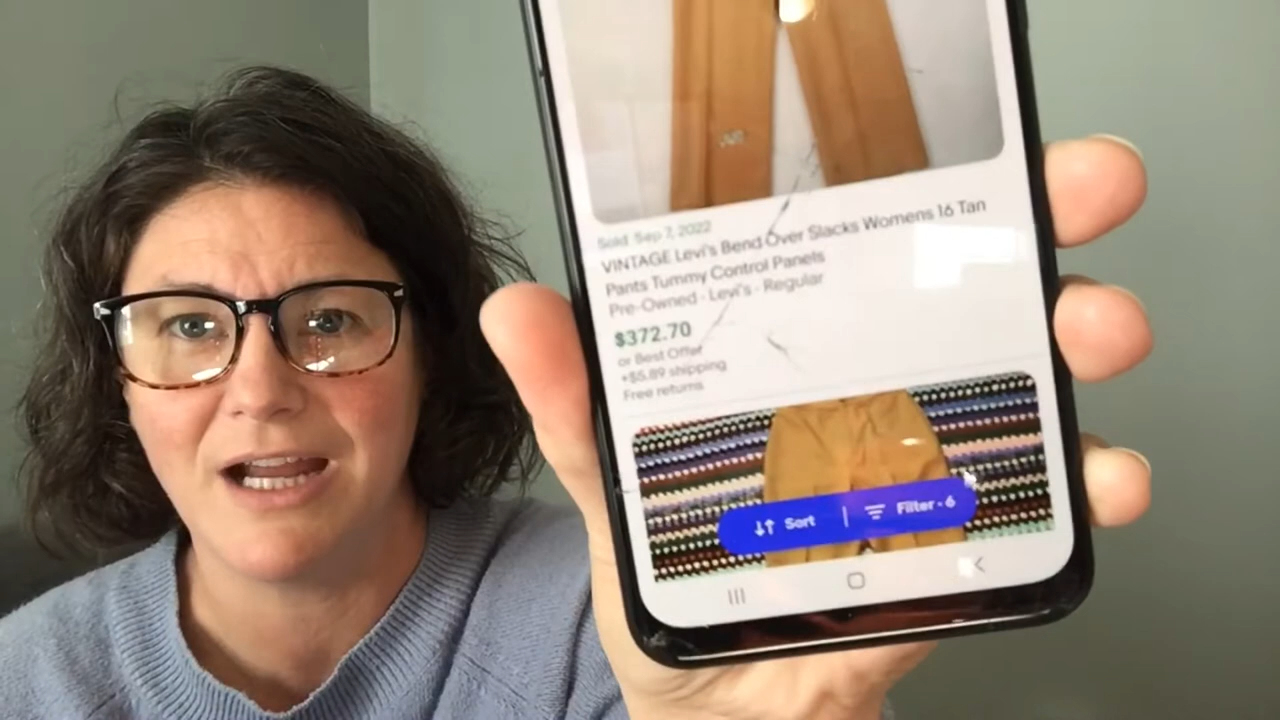 Sold Sep 7, 2022
VINTAGE Levi's Bend Over Slacks Womens 16 Tan
Pants Tummy Control Panels
Pre-Owned - Levi's - Regular
$372.70
or Best Offer
+$5.89 shipping
Free returns
Sort | Filter - 6